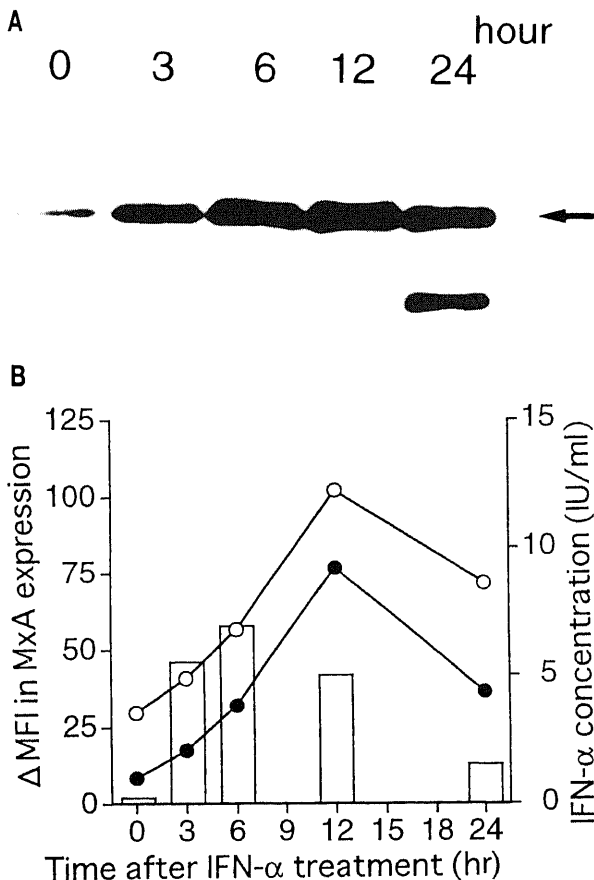 A
hour
0 3 6 12 24
B
125
100
75
50
25
0
Δ MFI in MxA expression
15
10
5
0
IFN-α concentration (IU/ml)
0 3 6 9 12 15 18 24
Time after IFN-α treatment (hr)